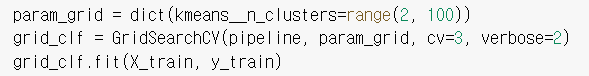 param_grid = dict(kmeans__n_clusters=range(2, 100))
grid_clf = GridSearchCV(pipeline, param_grid, cv=3, verbose=2)
grid_clf.fit(X_train, y_train)